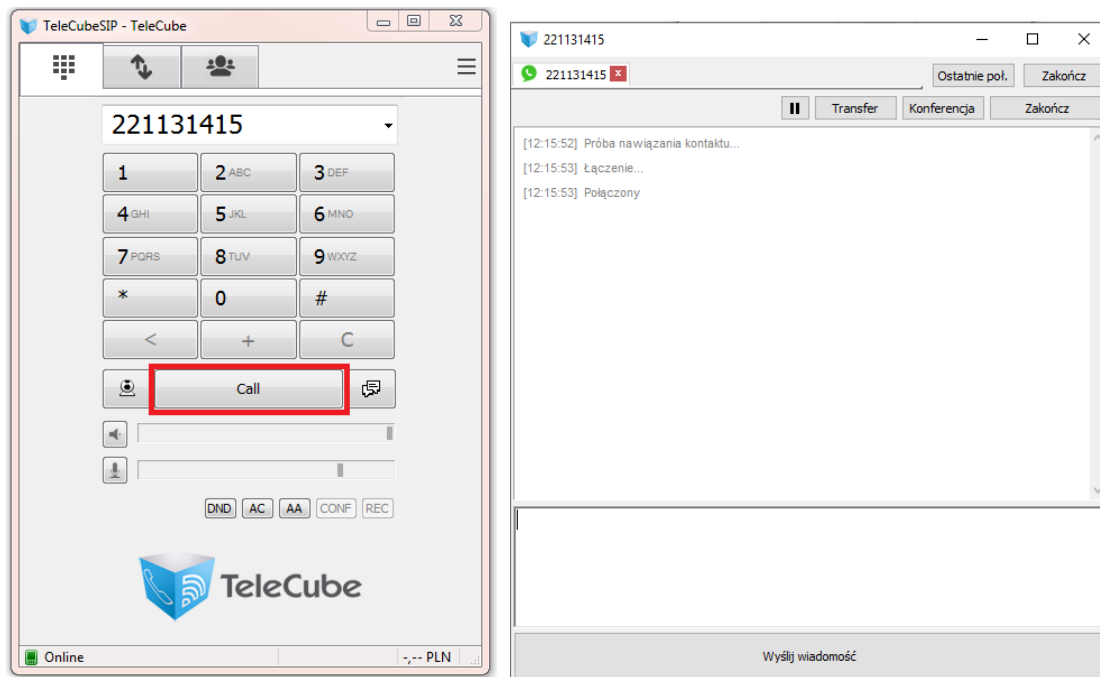 TeleCubeSIP - TeleCube
221131415
1
2 ABC
3 DEF
4 GHI
5 JKL
6 MNO
7 PQRS
8 TUV
9 WXYZ
*
0
#
<
+
C
Call
DND AC AA CONF REC
TeleCube
Online
-,-- PLN
221131415
221131415
Ostatnie poł.
Zakończ
Transfer
Konferencja
Zakończ
[12:15:52] Próba nawiązania kontaktu...
[12:15:53] Łączenie...
[12:15:53] Połączony
Wyślij wiadomość